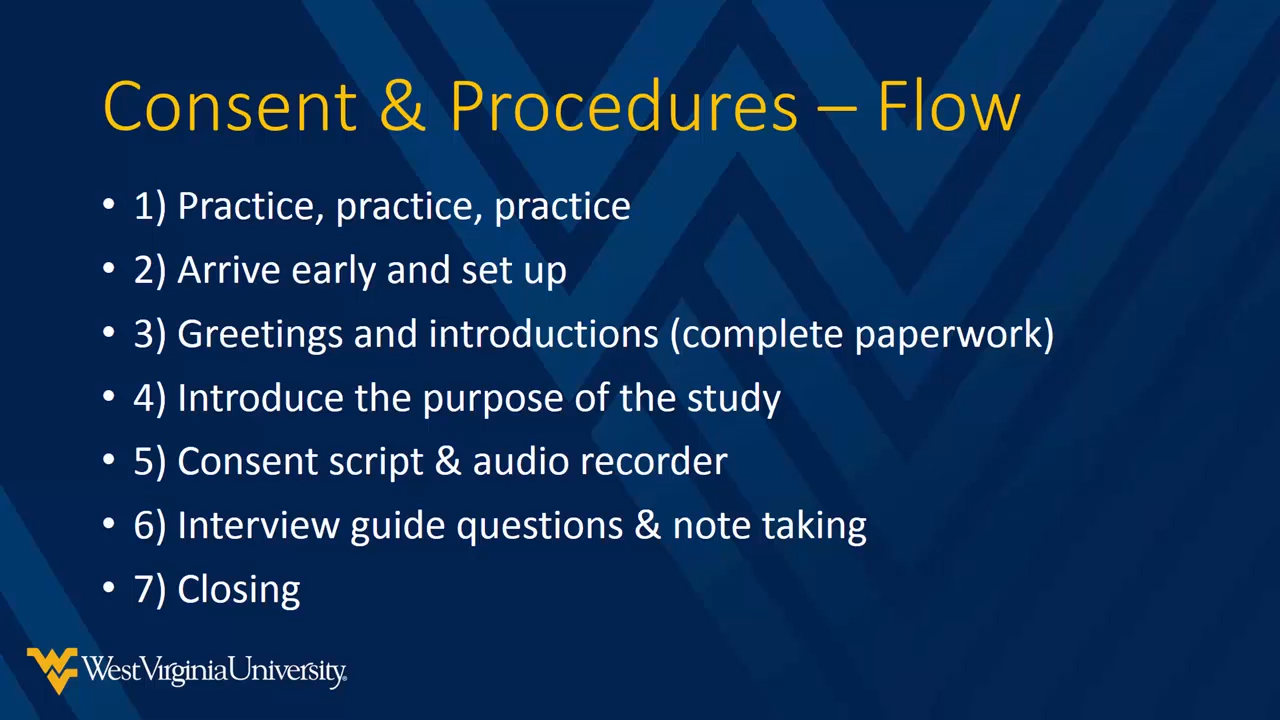 Consent & Procedures – Flow
• 1) Practice, practice, practice
• 2) Arrive early and set up
• 3) Greetings and introductions (complete paperwork)
• 4) Introduce the purpose of the study
• 5) Consent script & audio recorder
• 6) Interview guide questions & note taking
• 7) Closing
WestVirginiaUniversity.